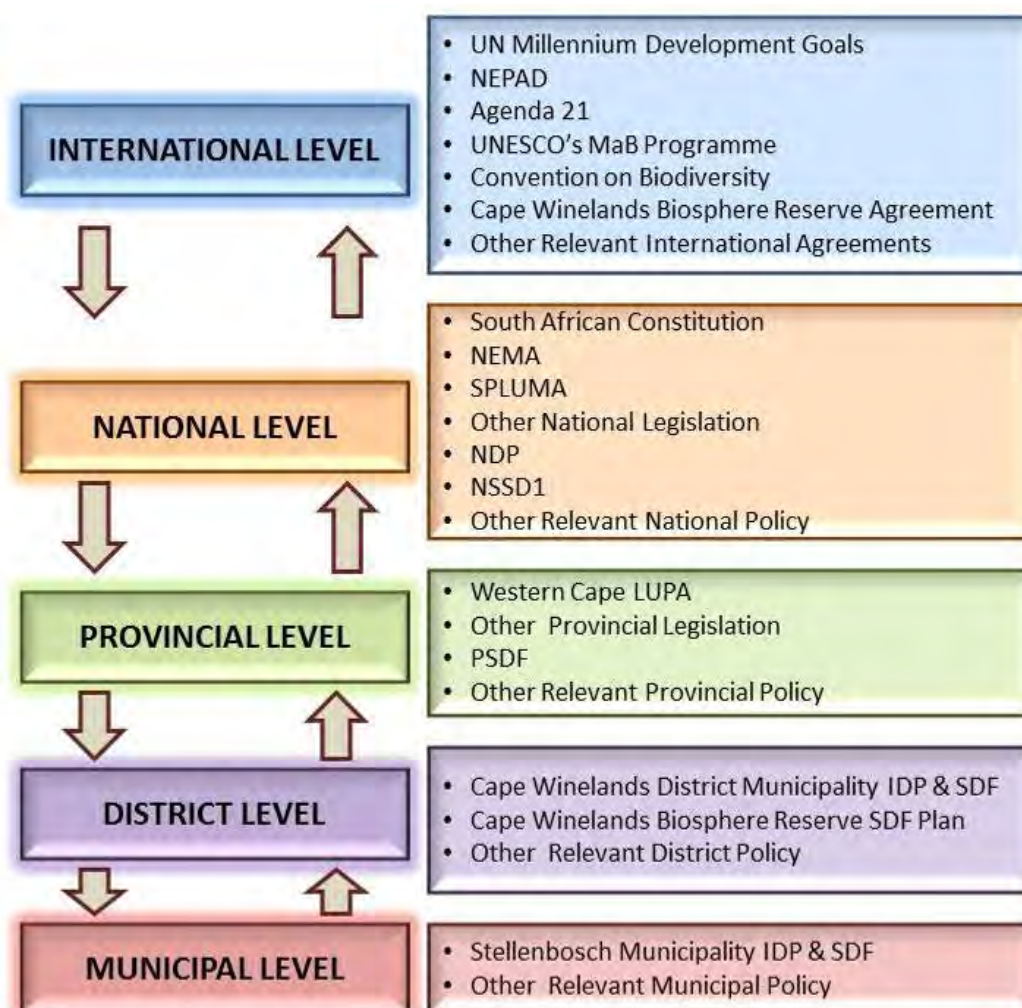 INTERNATIONAL LEVEL
• UN Millennium Development Goals
• NEPAD
• Agenda 21
• UNESCO's MaB Programme
• Convention on Biodiversity
• Cape Winelands Biosphere Reserve Agreement
• Other Relevant International Agreements
NATIONAL LEVEL
• South African Constitution
• NEMA
• SPLUMA
• Other National Legislation
• NDP
• NSSD1
• Other Relevant National Policy
PROVINCIAL LEVEL
• Western Cape LUPA
• Other Provincial Legislation
• PSDF
• Other Relevant Provincial Policy
DISTRICT LEVEL
• Cape Winelands District Municipality IDP & SDF
• Cape Winelands Biosphere Reserve SDF Plan
• Other Relevant District Policy
MUNICIPAL LEVEL
• Stellenbosch Municipality IDP & SDF
• Other Relevant Municipal Policy